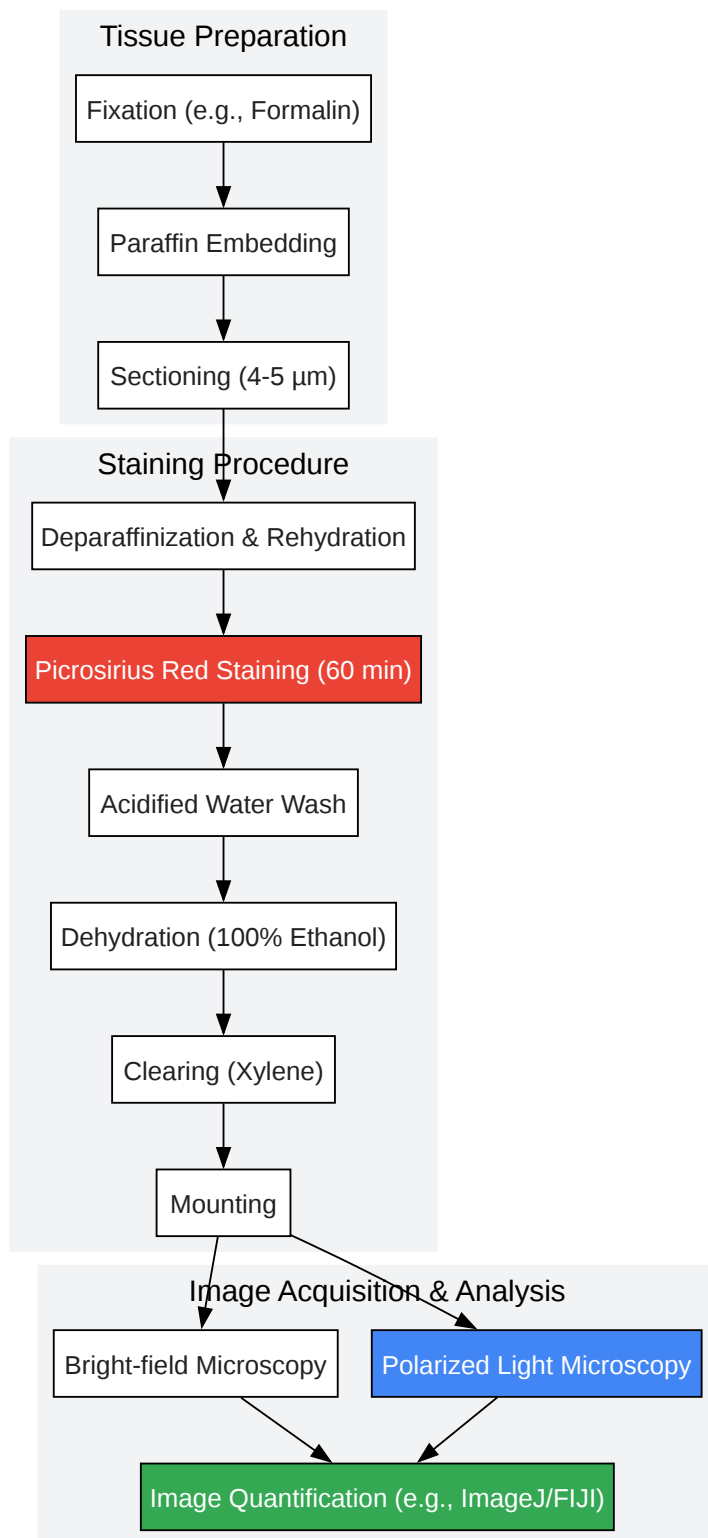 Tissue Preparation
Fixation (e.g., Formalin)
Paraffin Embedding
Sectioning (4-5 µm)
Staining Procedure
Deparaffinization & Rehydration
Picrosirius Red Staining (60 min)
Acidified Water Wash
Dehydration (100% Ethanol)
Clearing (Xylene)
Mounting
Image Acquisition & Analysis
Bright-field Microscopy
Polarized Light Microscopy
Image Quantification (e.g., ImageJ/FIJI)